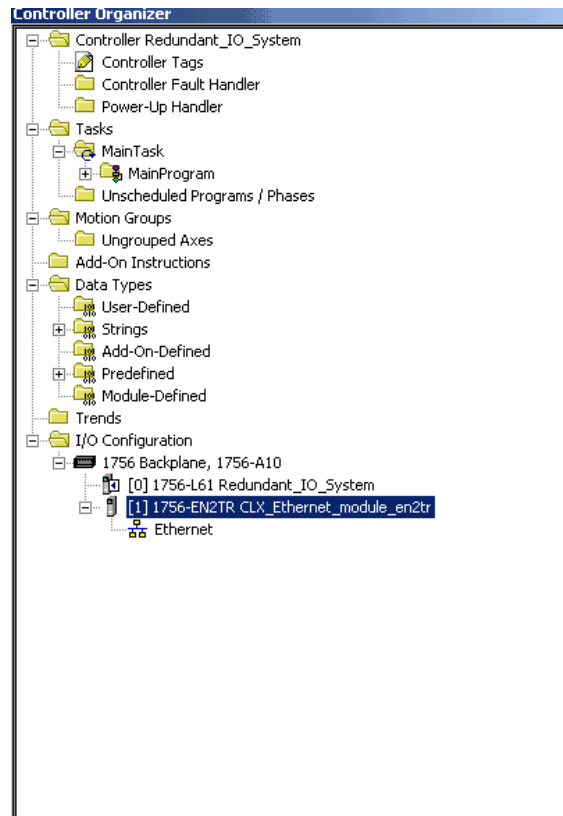 Controller Organizer
Controller Redundant_IO_System
Controller Tags
Controller Fault Handler
Power-Up Handler
Tasks
MainTask
MainProgram
Unscheduled Programs / Phases
Motion Groups
Ungrouped Axes
Add-On Instructions
Data Types
User-Defined
Strings
Add-On-Defined
Predefined
Module-Defined
Trends
I/O Configuration
1756 Backplane, 1756-A10
[0] 1756-L61 Redundant_IO_System
[1] 1756-EN2TR CLX_Ethernet_module_en2tr
Ethernet